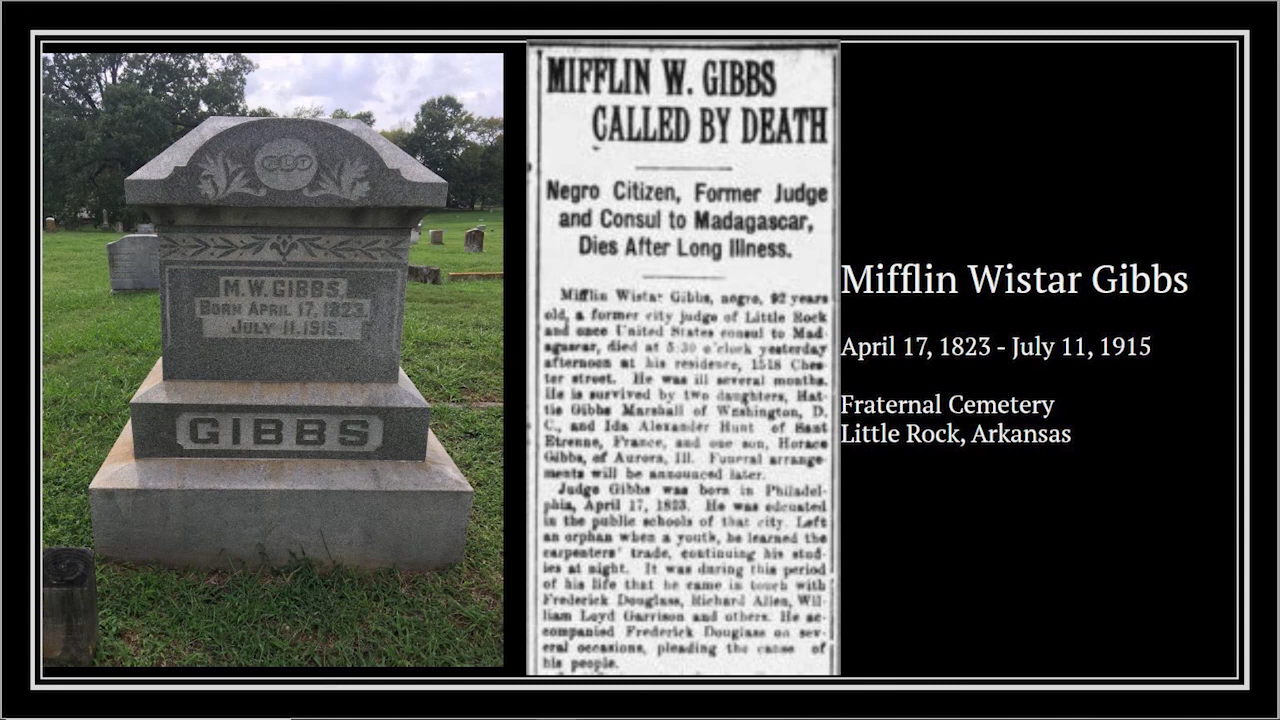 M.W. GIBBS.
BORN APRIL 17, 1823.
JULY 11. 1915.
GIBBS
MIFFLIN W. GIBBS
CALLED BY DEATH
Negro Citizen, Former Judge
and Consul to Madagascar,
Dies After Long Illness.
Mifflin Wistar Gibbs, negro, 92 years
old, a former city judge of Little Rock
and once United States consul to Mad-
agascar, died at 5:30 o'clock yesterday
afternoon at his residence, 1518 Ches-
ter street. He was ill several months.
He is survived by two daughters, Hat-
tie Gibbs Marshall of Washington, D.
C., and Ida Alexander Hunt of Sant
Etrenne, France, and one son, Horace
Gibbs, of Aurora, Ill. Funeral arrange-
ments will be announced later.
Judge Gibbs was born in Philadel-
phia, April 17, 1823. He was educated
in the public schools of that city. Left
an orphan when a youth, he learned the
carpenters' trade, continuing his stud-
ies at night. It was during this period
of his life that he came in touch with
Frederick Douglass, Richard Allen, Wil-
liam Loyd Garrison and others. He ac-
companied Frederick Douglass on sev-
eral occasions, pleading the cause of
his people.
Mifflin Wistar Gibbs
April 17, 1823 - July 11, 1915
Fraternal Cemetery
Little Rock, Arkansas